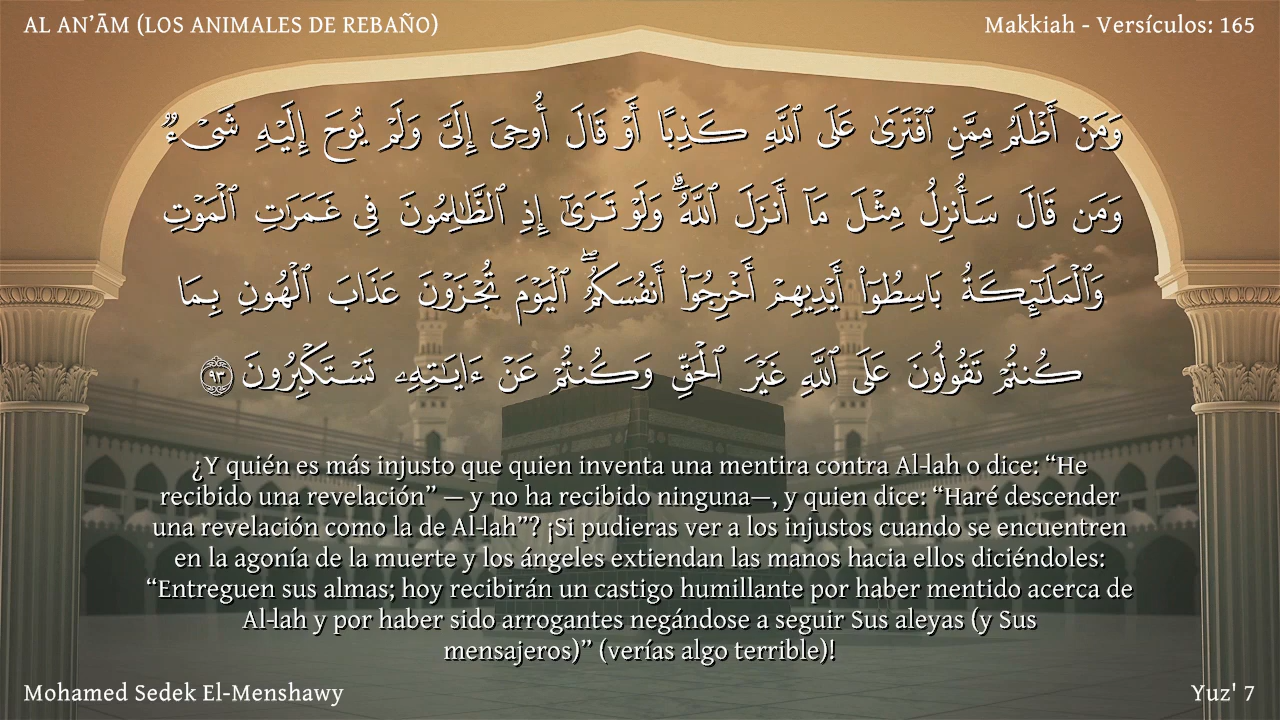 AL AN’ĀM (LOS ANIMALES DE REBAÑO)
Makkiah - Versículos: 165
وَمَنْ أَظْلَمُ مِمَّنِ ٱفْتَرَىٰ عَلَى ٱللَّهِ كَذِبًا أَوْ قَالَ أُوحِىَ إِلَىَّ وَلَمْ يُوحَ إِلَيْهِ شَىْءٌ
وَمَن قَالَ سَأُنزِلُ مِثْلَ مَآ أَنزَلَ ٱللَّهُ ۗ وَلَوْ تَرَىٰٓ إِذِ ٱلظَّـٰلِمُونَ فِى غَمَرَٰتِ ٱلْمَوْتِ
وَٱلْمَلَـٰٓئِكَةُ بَاسِطُوٓا۟ أَيْدِيهِمْ أَخْرِجُوٓا۟ أَنفُسَكُمُ ۖ ٱلْيَوْمَ تُجْزَوْنَ عَذَابَ ٱلْهُونِ بِمَا
كُنتُمْ تَقُولُونَ عَلَى ٱللَّهِ غَيْرَ ٱلْحَقِّ وَكُنتُمْ عَنْ ءَايَـٰتِهِۦ تَسْتَكْبِرُونَ ٩٣
¿Y quién es más injusto que quien inventa una mentira contra Al-lah o dice: “He
recibido una revelación” — y no ha recibido ninguna—, y quien dice: “Haré descender
una revelación como la de Al-lah”? ¡Si pudieras ver a los injustos cuando se encuentren
en la agonía de la muerte y los ángeles extiendan las manos hacia ellos diciéndoles:
“Entreguen sus almas; hoy recibirán un castigo humillante por haber mentido acerca de
Al-lah y por haber sido arrogantes negándose a seguir Sus aleyas (y Sus
mensajeros)” (verías algo terrible)!
Mohamed Sedek El-Menshawy
Yuz' 7